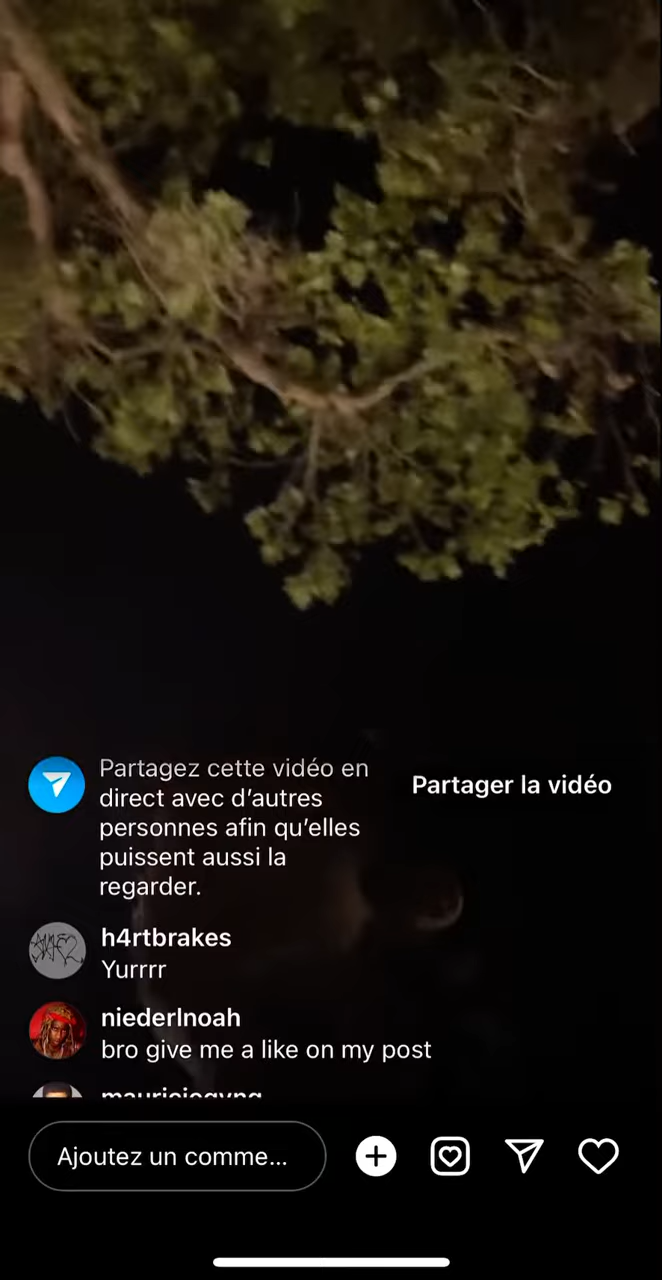 Partagez cette vidéo en
direct avec d’autres
personnes afin qu’elles
puissent aussi la
regarder.
Partager la vidéo
h4rtbrakes
Yurrrr
niederlnoah
bro give me a like on my post
Ajoutez un comme...